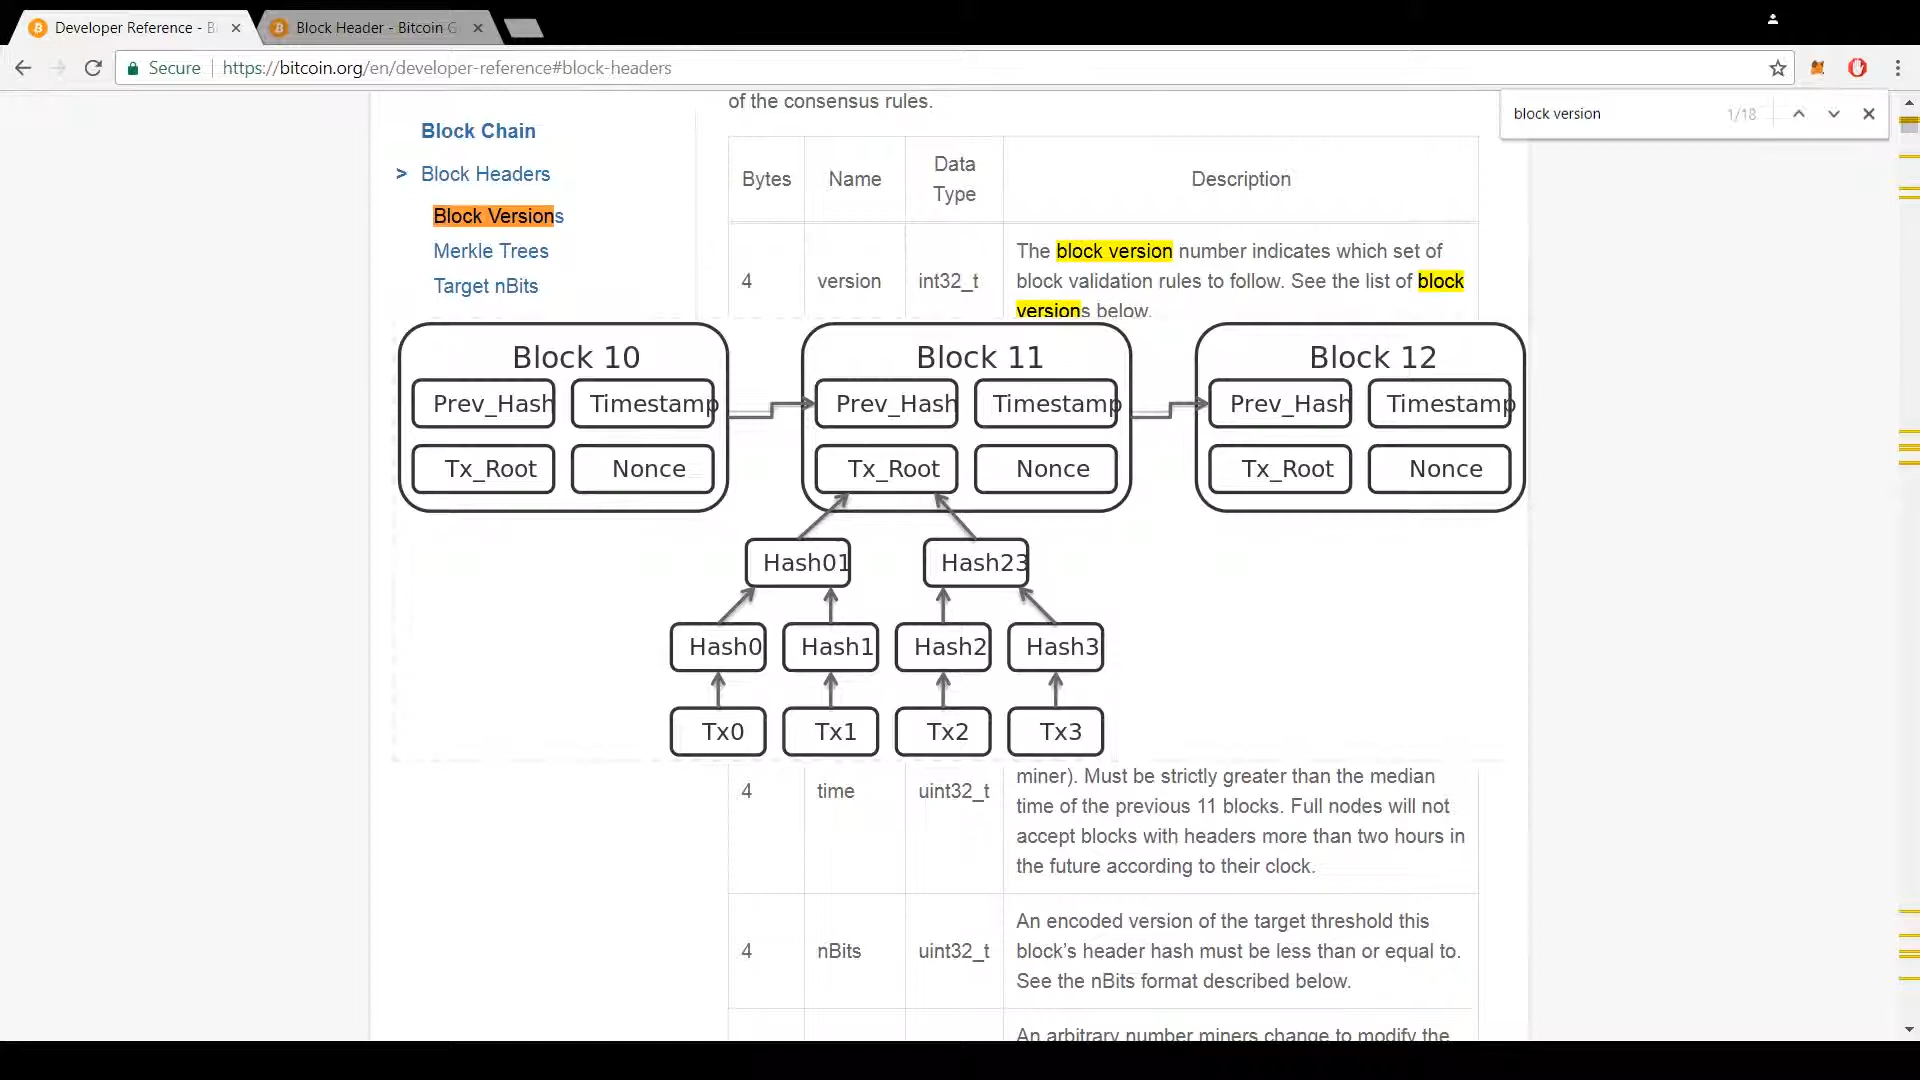 Developer Reference - B
Block Header - Bitcoin G
Secure
https://bitcoin.org/en/developer-reference#block-headers
block version
1/18
Block Chain
> Block Headers
Block Versions
Merkle Trees
Target nBits
of the consensus rules.
Bytes
Name
Data
Type
Description
4
version
int32_t
The block version number indicates which set of
block validation rules to follow. See the list of block
versions below.
Block 10
Prev_Hash
Timestamp
Tx_Root
Nonce
Block 11
Prev_Hash
Timestamp
Tx_Root
Nonce
Block 12
Prev_Hash
Timestamp
Tx_Root
Nonce
Hash01
Hash23
Hash0
Hash1
Hash2
Hash3
Tx0
Tx1
Tx2
Tx3
4
time
uint32_t
miner). Must be strictly greater than the median
time of the previous 11 blocks. Full nodes will not
accept blocks with headers more than two hours in
the future according to their clock.
4
nBits
uint32_t
An encoded version of the target threshold this
block’s header hash must be less than or equal to.
See the nBits format described below.
An arbitrary number miners change to modify the